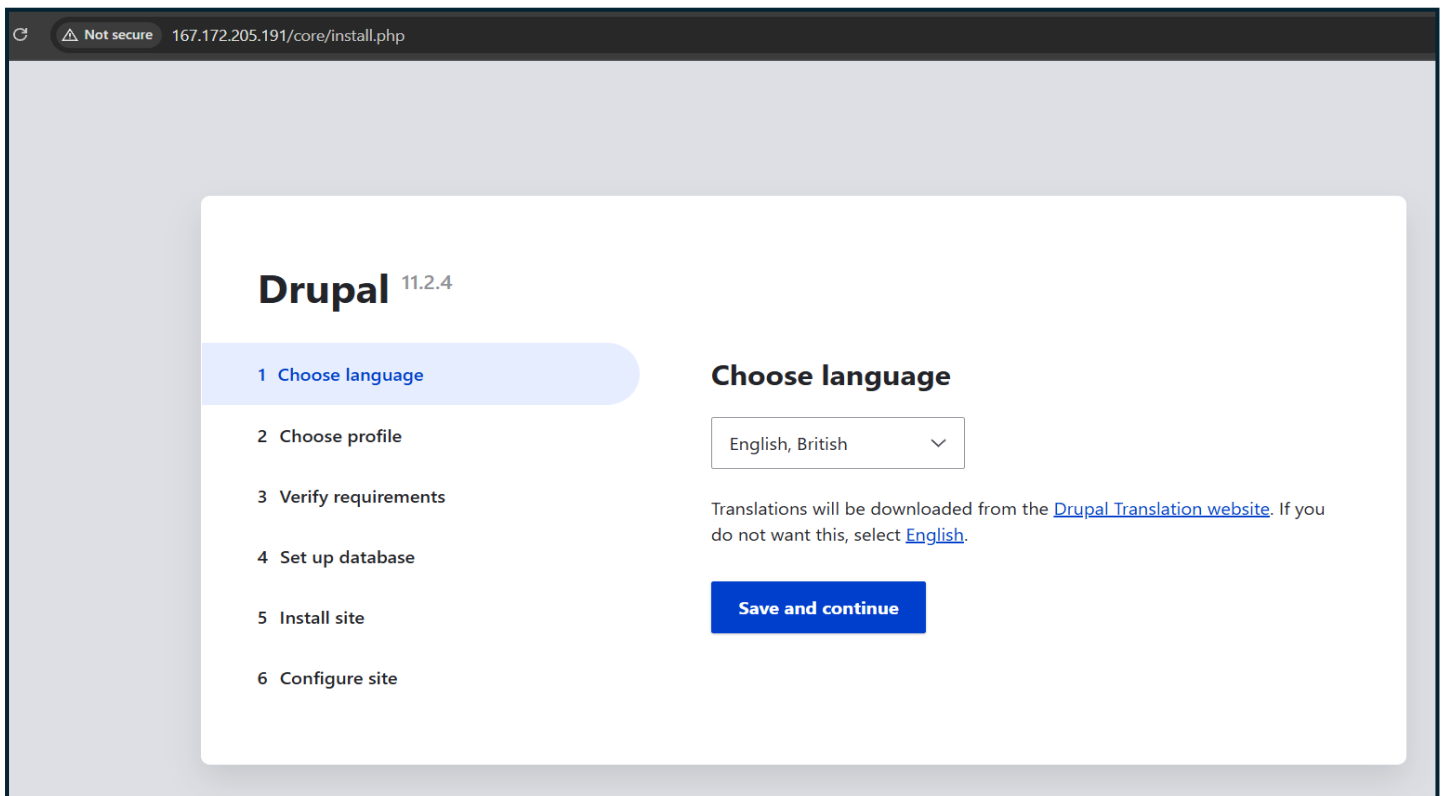 Not secure 167.172.205.191/core/install.php
Drupal 11.2.4
1 Choose language
2 Choose profile
3 Verify requirements
4 Set up database
5 Install site
6 Configure site
Choose language
English, British
Translations will be downloaded from the Drupal Translation website. If you
do not want this, select English.
Save and continue